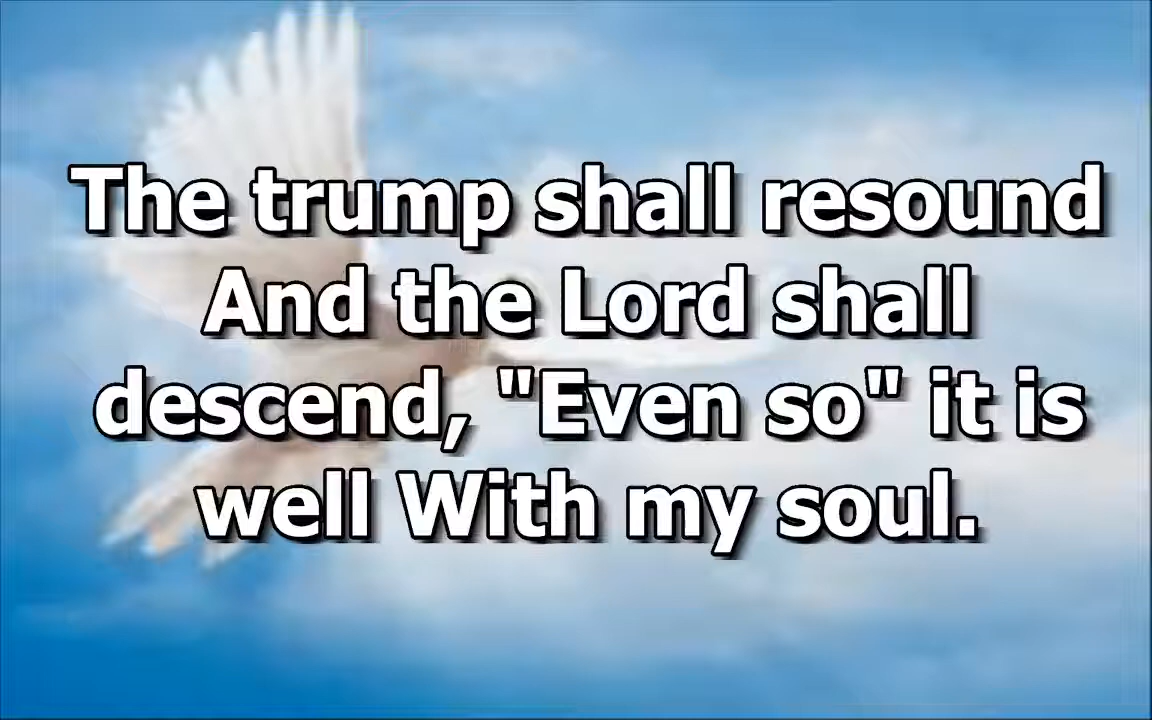 The trump shall resound
And the Lord shall
descend, "Even so" it is
well With my soul.